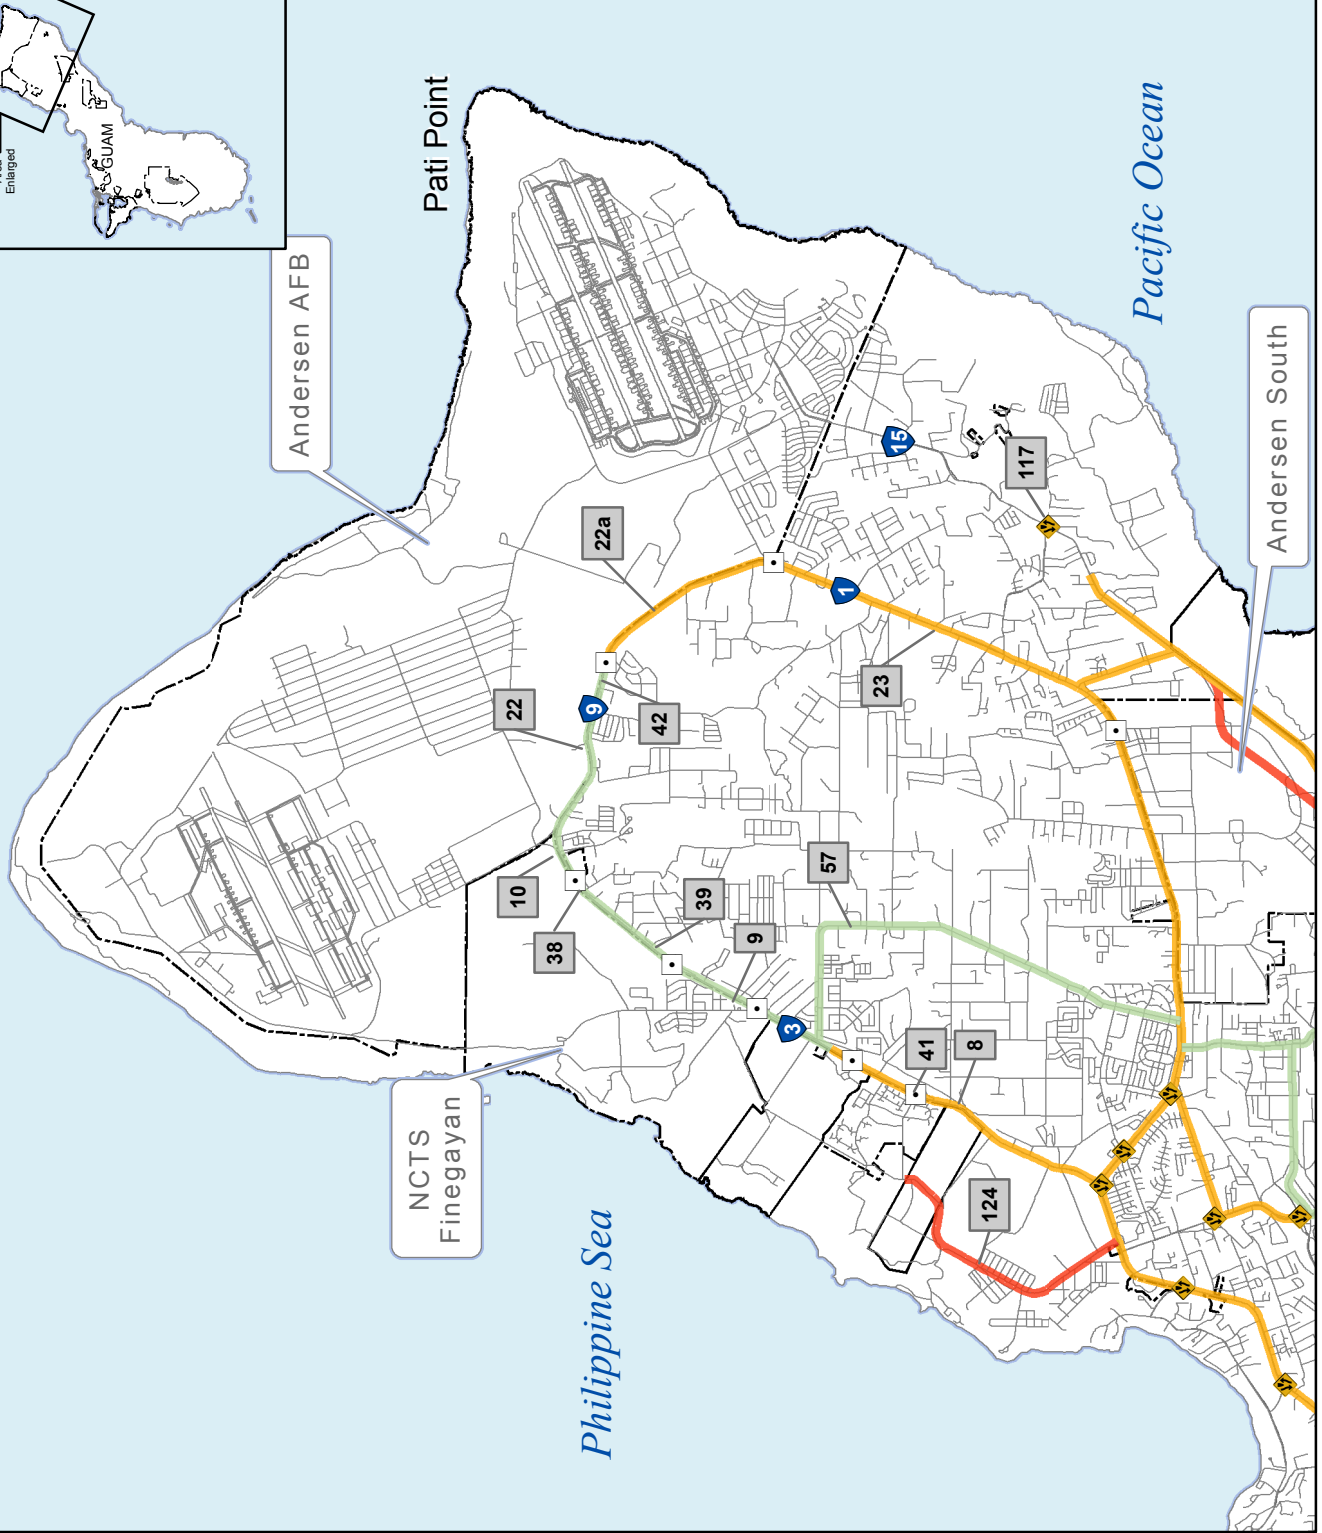 Enlarged
GUAM
Pati Point
Andersen AFB
Pacific Ocean
Andersen South
NCTS
Finegayan
Philippine Sea
22a
22
9
42
10
38
39
9
57
3
41
8
124
1
23
15
117